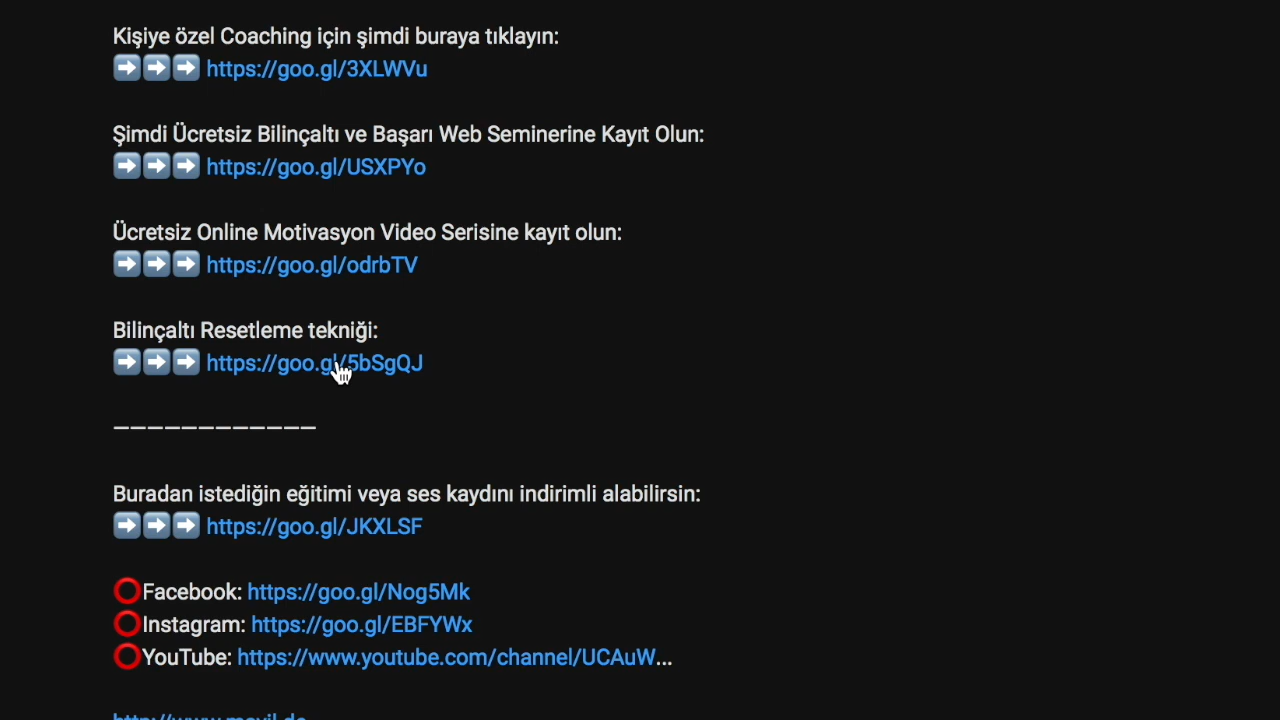 Kişiye özel Coaching için şimdi buraya tıklayın:
➡➡➡ https://goo.gl/3XLWVu
Şimdi Ücretsiz Bilinçaltı ve Başarı Web Seminerine Kayıt Olun:
➡➡➡ https://goo.gl/USXPYo
Ücretsiz Online Motivasyon Video Serisine kayıt olun:
➡➡➡ https://goo.gl/odrbTV
Bilinçaltı Resetleme tekniği:
➡➡➡ https://goo.gl/5bSgQJ
____________
Buradan istediğin eğitimi veya ses kaydını indirimli alabilirsin:
➡➡➡ https://goo.gl/JKXLSF
⭕Facebook: https://goo.gl/Nog5Mk
⭕Instagram: https://goo.gl/EBFYWx
⭕YouTube: https://www.youtube.com/channel/UCAuW...